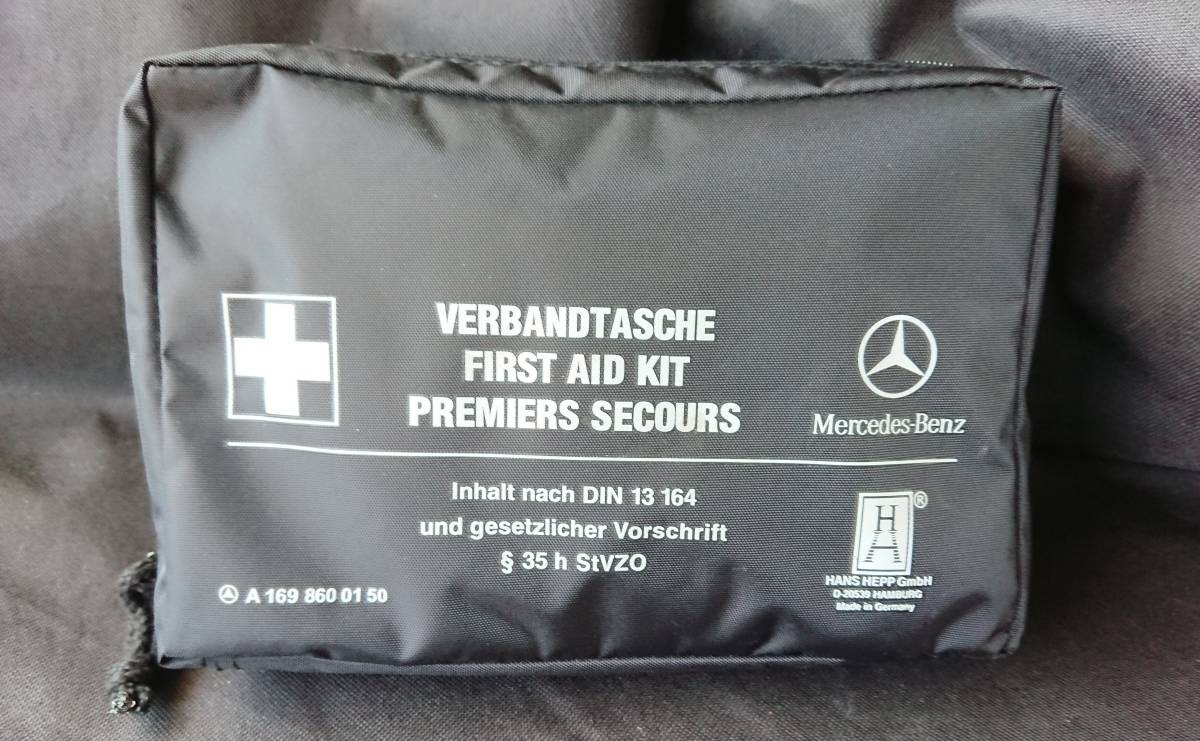 VERBANDTASCHE
FIRST AID KIT
PREMIERS SECOURS
Mercedes-Benz
Inhalt nach DIN 13 164
und gesetzlicher Vorschrift
§ 35 h StVZO
A 169 860 01 50
H
A
®
HANS HEPP GmbH
D-20539 HAMBURG
Made in Germany